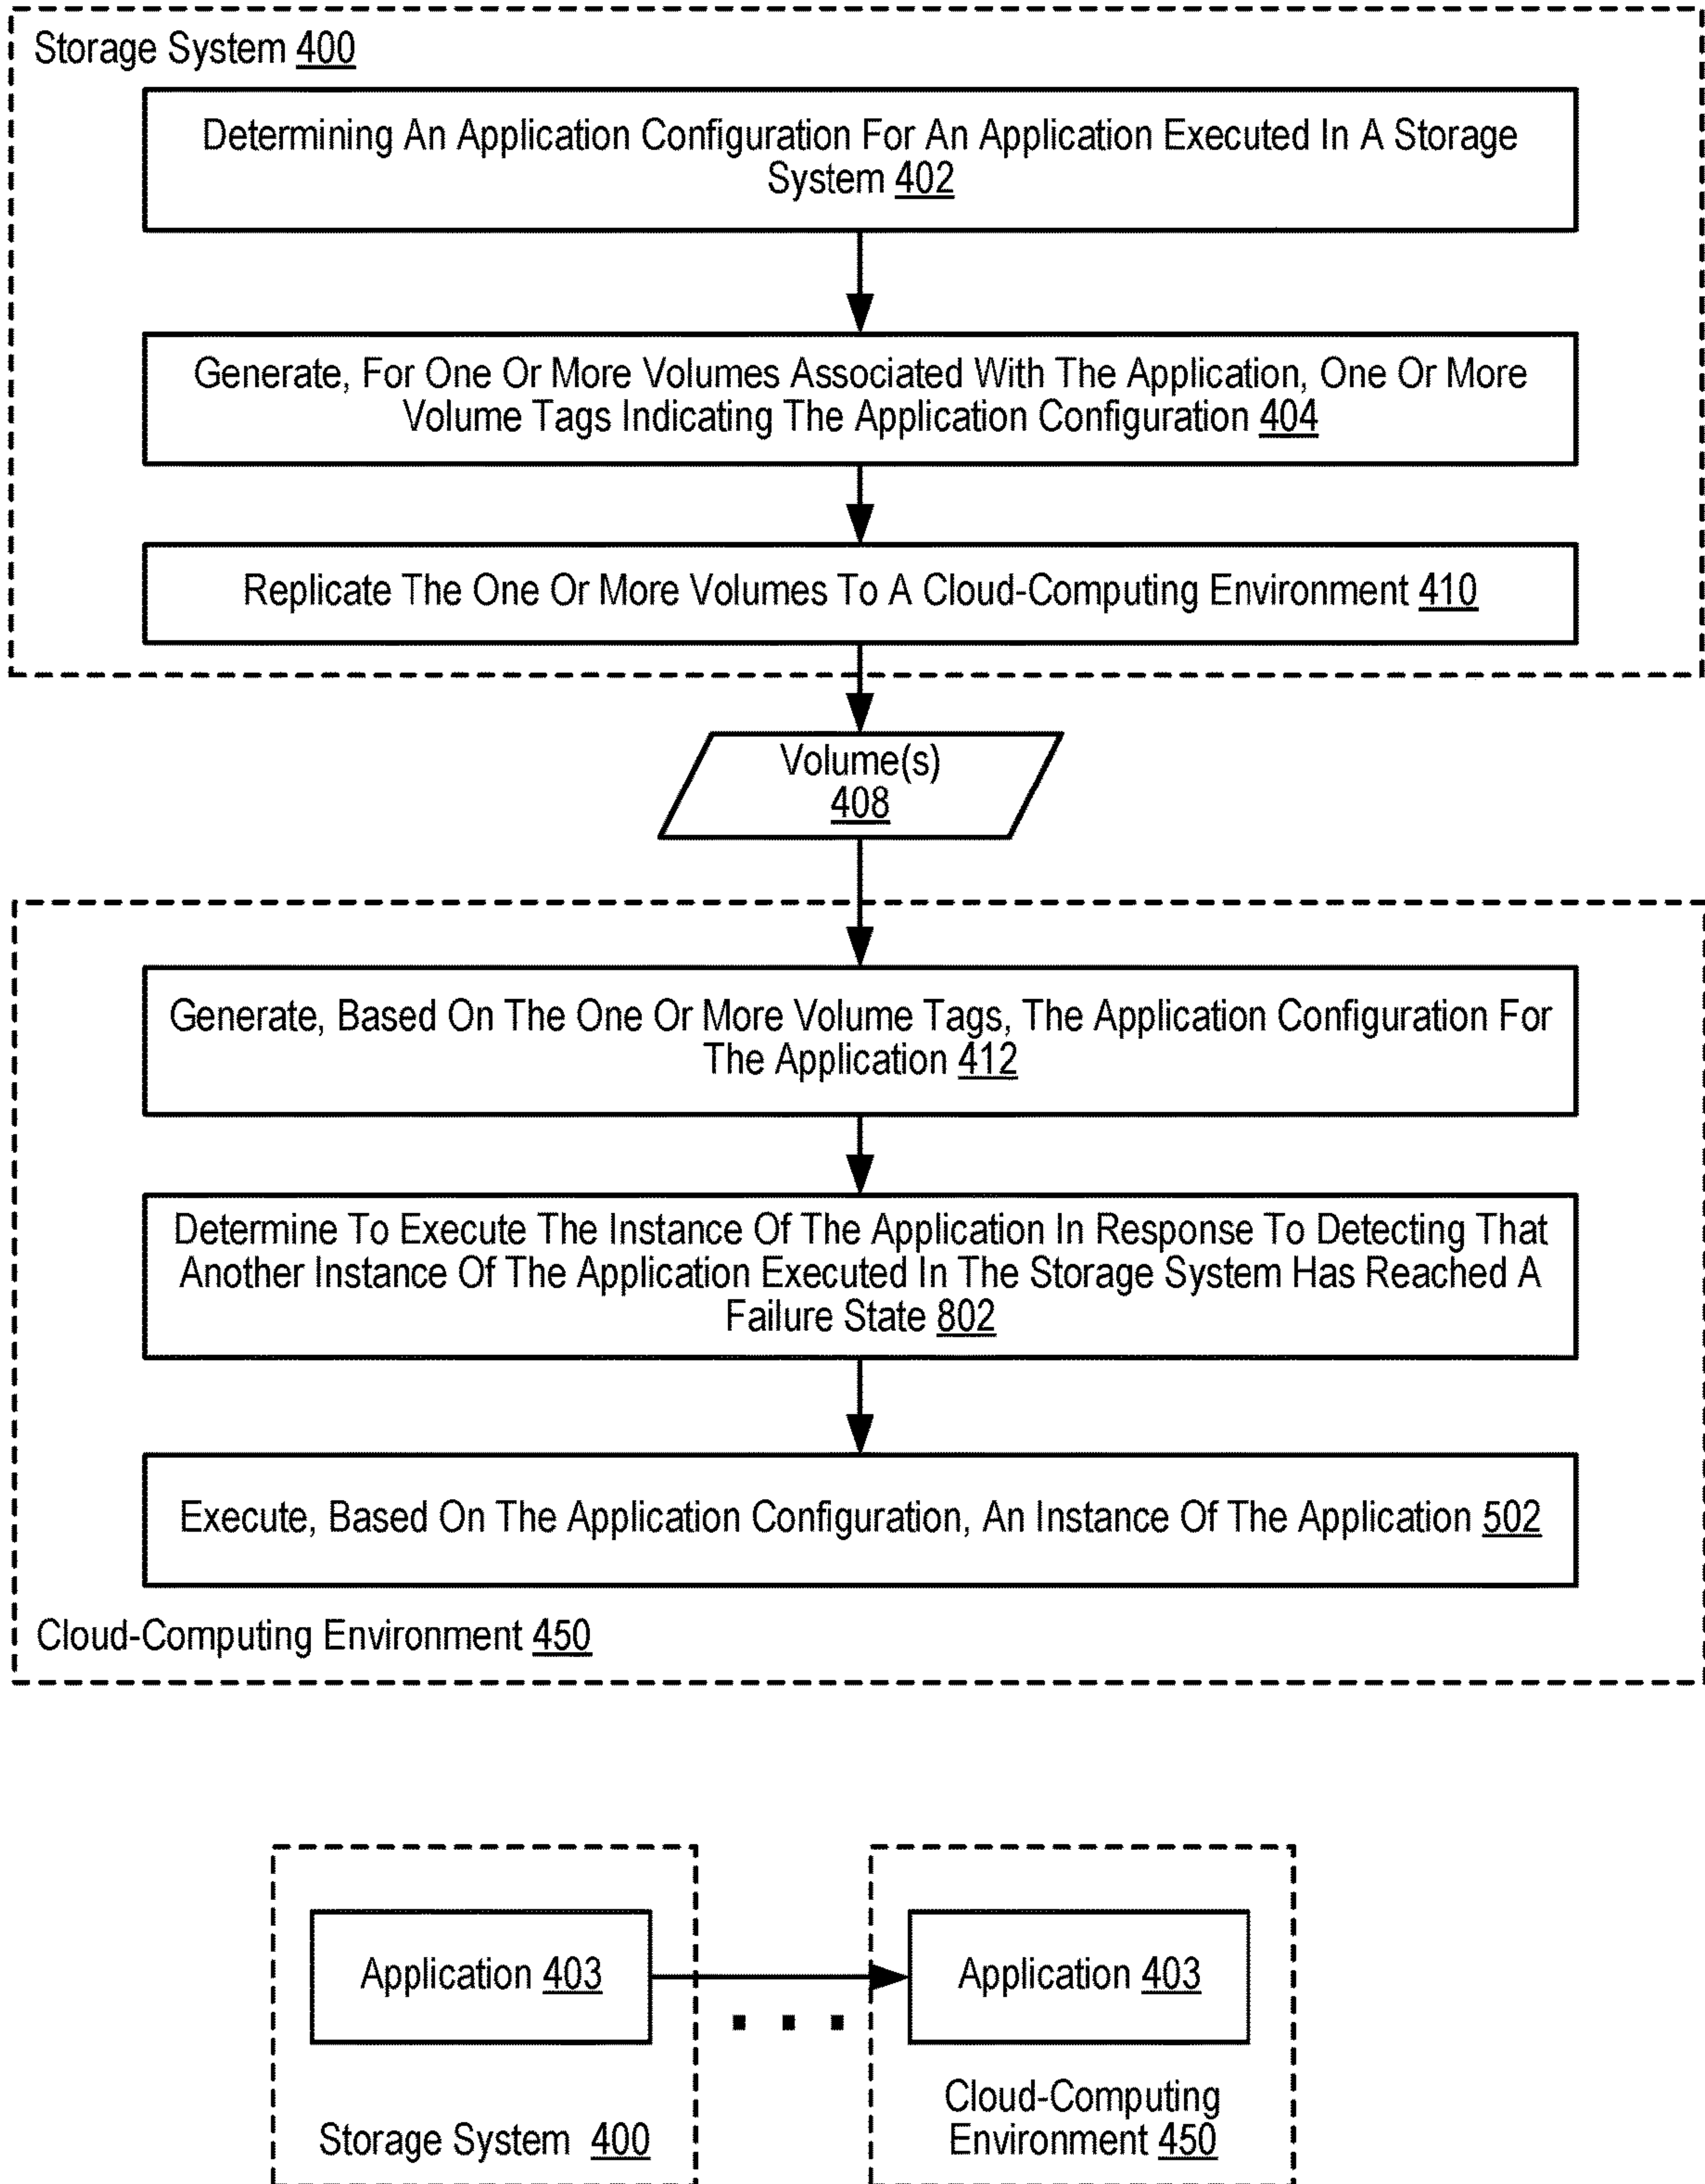 Storage System 400
Determining An Application Configuration For An Application Executed In A Storage
System 402
Generate, For One Or More Volumes Associated With The Application, One Or More
Volume Tags Indicating The Application Configuration 404
Replicate The One Or More Volumes To A Cloud-Computing Environment 410
Volume(s)
408
Generate, Based On The One Or More Volume Tags, The Application Configuration For
The Application 412
Determine To Execute The Instance Of The Application In Response To Detecting That
Another Instance Of The Application Executed In The Storage System Has Reached A
Failure State 802
Execute, Based On The Application Configuration, An Instance Of The Application 502
Cloud-Computing Environment 450
Application 403
Storage System 400
Application 403
Cloud-Computing
Environment 450